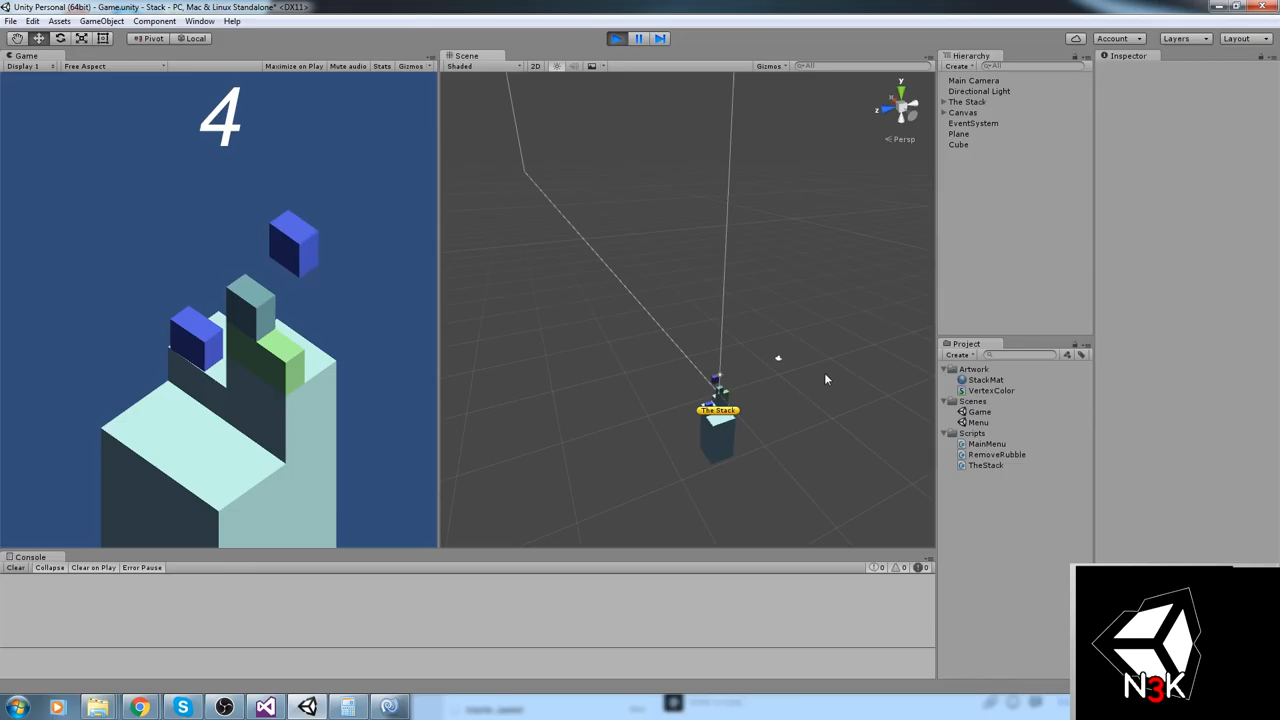 Unity Personal (64bit) - Game.unity - Stack - PC, Mac & Linux Standalone* <DX11>
File Edit Assets GameObject Component Window Help
Pivot Local Account Layers Layout
Game Scene Hierarchy Inspector
Display 1 Free Aspect Maximize on Play Mute audio Stats Gizmos Shaded 2D Gizmos All Create All
4
y
x
z
Persp
Main Camera
Directional Light
The Stack
Canvas
EventSystem
Plane
Cube
The Stack
Project
Create
Artwork
StackMat
VertexColor
Scenes
Game
Menu
Scripts
MainMenu
RemoveRubble
TheStack
Console
Clear Collapse Clear on Play Error Pause 0 0 0
N3K